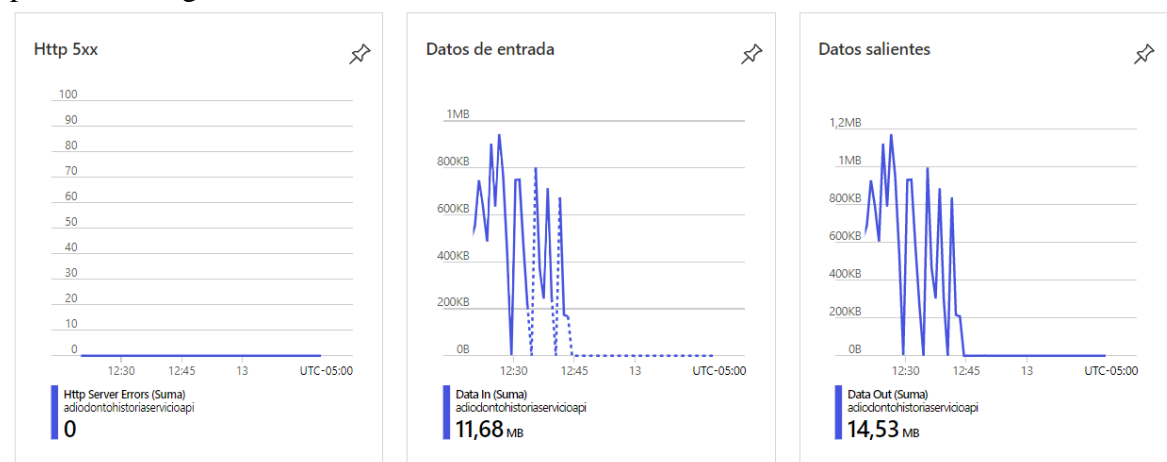 Http 5xx
100
90
80
70
60
50
40
30
20
10
0
12:30 12:45 13 UTC-05:00
Http Server Errors (Suma)
adiodontohistoriaservicioapi
0
Datos de entrada
1MB
800KB
600KB
400KB
200KB
0B
12:30 12:45 13 UTC-05:00
Data In (Suma)
adiodontohistoriaservicioapi
11,68 MB
Datos salientes
1,2MB
1MB
800KB
600KB
400KB
200KB
0B
12:30 12:45 13 UTC-05:00
Data Out (Suma)
adiodontohistoriaservicioapi
14,53 MB